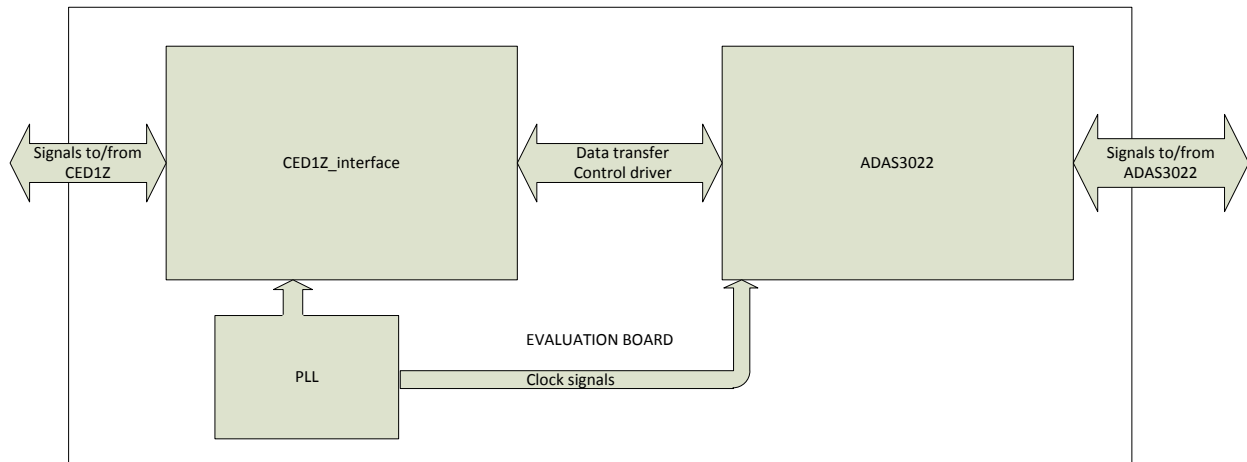 Signals to/from
CED1Z
CED1Z_interface
Data transfer
Control driver
ADAS3022
Signals to/from
ADAS3022
EVALUATION BOARD
PLL
Clock signals